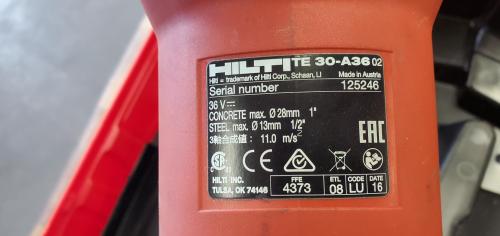 HILTI TE 30-A36 02
Hilti = trademark of Hilti Corp., Schaan, LI Made in Austria
Serial number 125246
36 V
CONCRETE max. Ø 28mm 1"
STEEL max. Ø 13mm 1/2"
3軸合成値: 11.0 m/s²
CE EAC
HILTI INC. TULSA, OK 74146
FFE 4373 ETL 08 CODE LU DATE 16